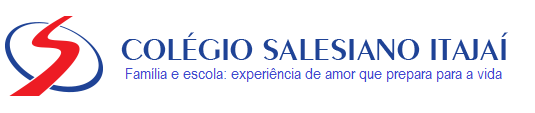 COLÉGIO SALESIANO ITAJAÍ
Família e escola: experiência de amor que prepara para a vida